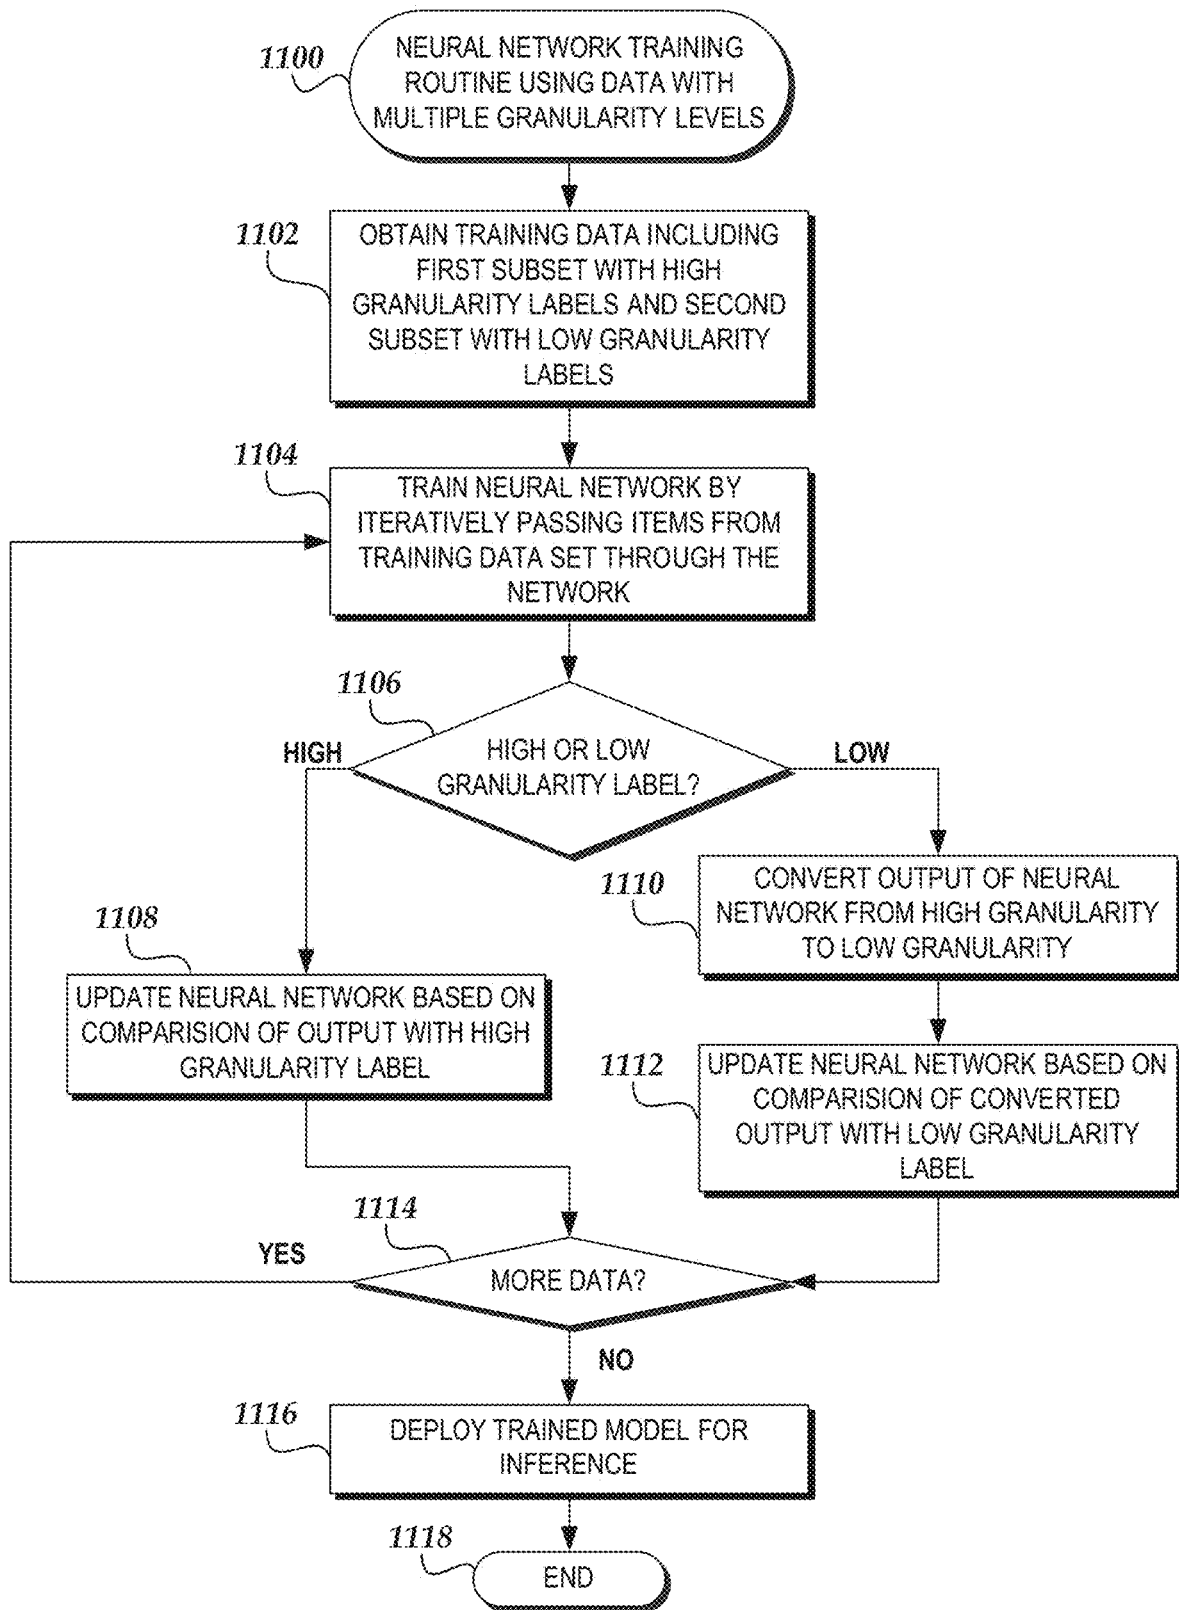 1100
NEURAL NETWORK TRAINING
ROUTINE USING DATA WITH
MULTIPLE GRANULARITY LEVELS
1102
OBTAIN TRAINING DATA INCLUDING
FIRST SUBSET WITH HIGH
GRANULARITY LABELS AND SECOND
SUBSET WITH LOW GRANULARITY
LABELS
1104
TRAIN NEURAL NETWORK BY
ITERATIVELY PASSING ITEMS FROM
TRAINING DATA SET THROUGH THE
NETWORK
1106
HIGH
HIGH OR LOW
GRANULARITY LABEL?
LOW
1110
CONVERT OUTPUT OF NEURAL
NETWORK FROM HIGH GRANULARITY
TO LOW GRANULARITY
1108
UPDATE NEURAL NETWORK BASED ON
COMPARISION OF OUTPUT WITH HIGH
GRANULARITY LABEL
1112
UPDATE NEURAL NETWORK BASED ON
COMPARISION OF CONVERTED
OUTPUT WITH LOW GRANULARITY
LABEL
1114
YES
MORE DATA?
NO
1116
DEPLOY TRAINED MODEL FOR
INFERENCE
1118
END